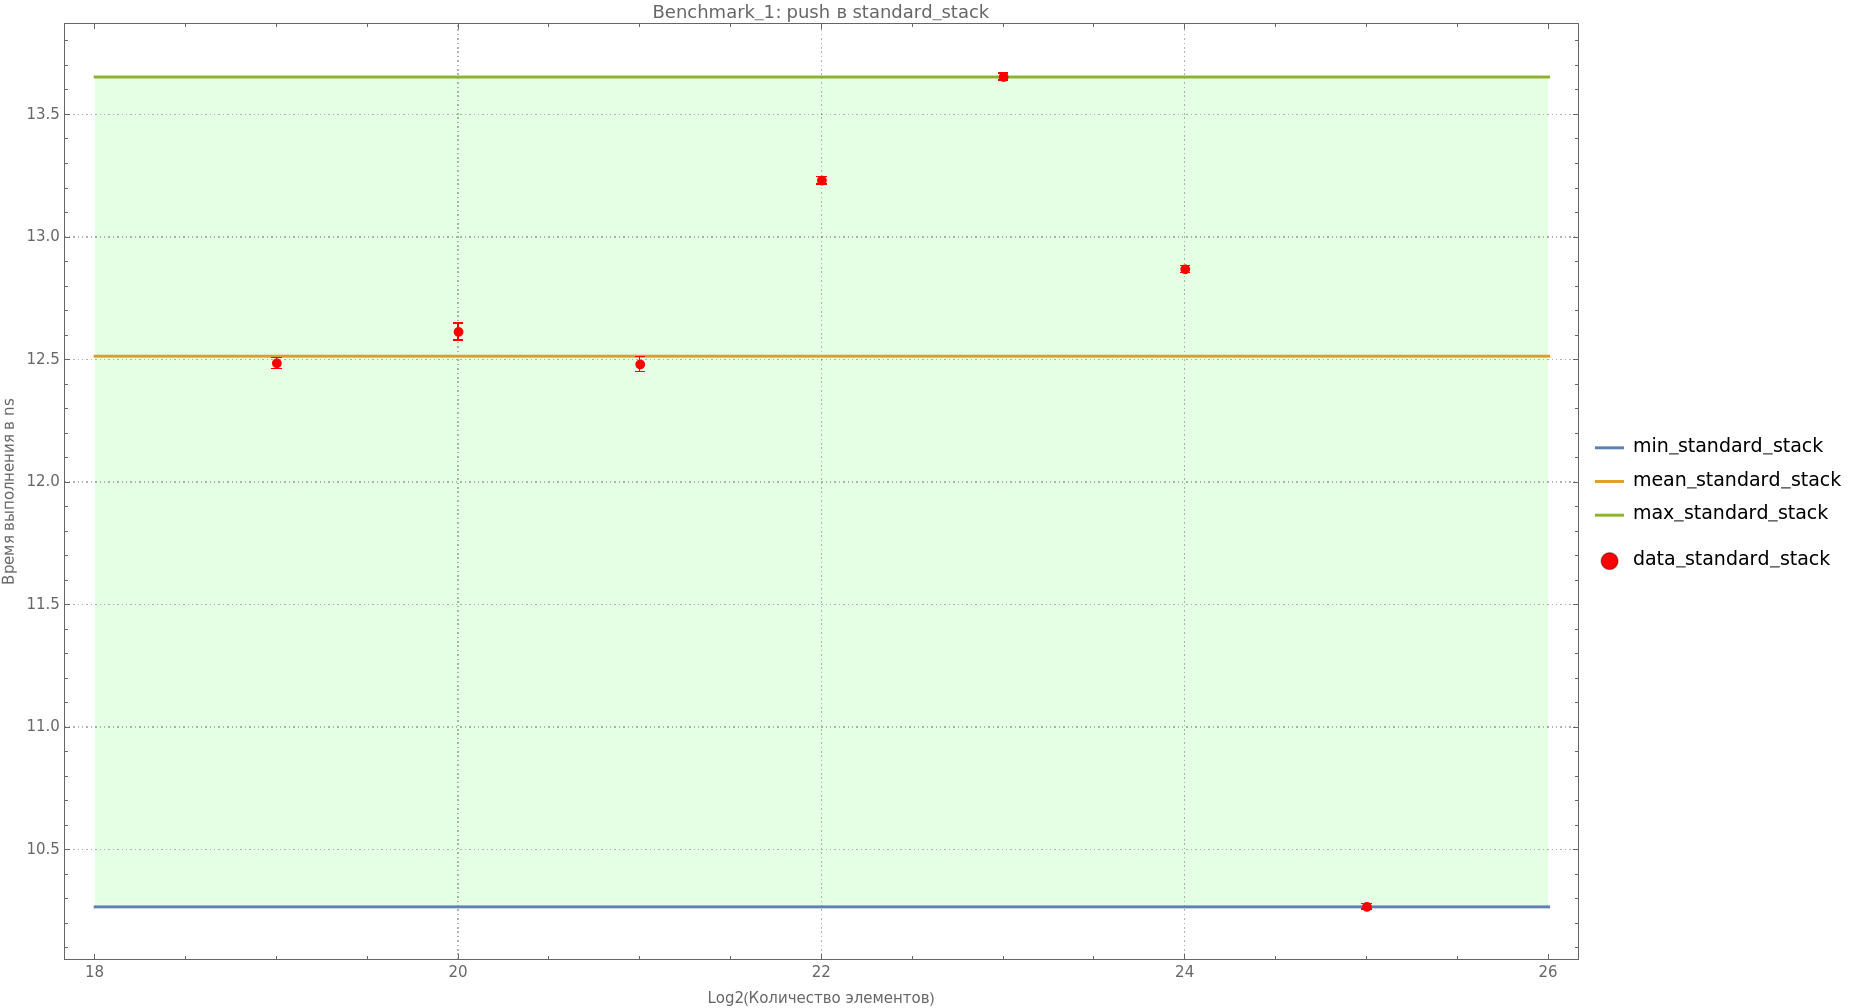 Benchmark_1: push в standard_stack
13.5
13.0
12.5
12.0
11.5
11.0
10.5
Время выполнения в ns
18 20 22 24 26
Log2(Количество элементов)
min_standard_stack
mean_standard_stack
max_standard_stack
data_standard_stack